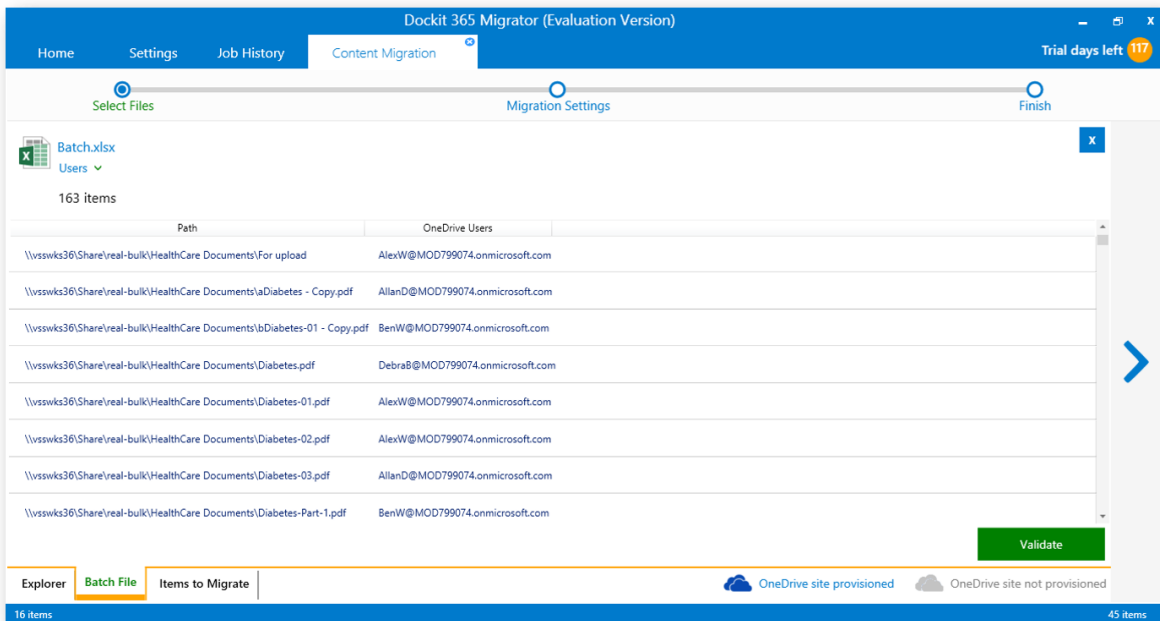 Dockit 365 Migrator (Evaluation Version)
Home Settings Job History Content Migration Trial days left 117
Select Files Migration Settings Finish
Batch.xlsx
Users
163 items
Path OneDrive Users
\\vsswks36\Share\real-bulk\HealthCare Documents\For upload AlexW@MOD799074.onmicrosoft.com
\\vsswks36\Share\real-bulk\HealthCare Documents\aDiabetes - Copy.pdf AllanD@MOD799074.onmicrosoft.com
\\vsswks36\Share\real-bulk\HealthCare Documents\bDiabetes-01 - Copy.pdf BenW@MOD799074.onmicrosoft.com
\\vsswks36\Share\real-bulk\HealthCare Documents\Diabetes.pdf DebraB@MOD799074.onmicrosoft.com
\\vsswks36\Share\real-bulk\HealthCare Documents\Diabetes-01.pdf AlexW@MOD799074.onmicrosoft.com
\\vsswks36\Share\real-bulk\HealthCare Documents\Diabetes-02.pdf AlexW@MOD799074.onmicrosoft.com
\\vsswks36\Share\real-bulk\HealthCare Documents\Diabetes-03.pdf AllanD@MOD799074.onmicrosoft.com
\\vsswks36\Share\real-bulk\HealthCare Documents\Diabetes-Part-1.pdf BenW@MOD799074.onmicrosoft.com
Validate
Explorer Batch File Items to Migrate OneDrive site provisioned OneDrive site not provisioned
16 items 45 items